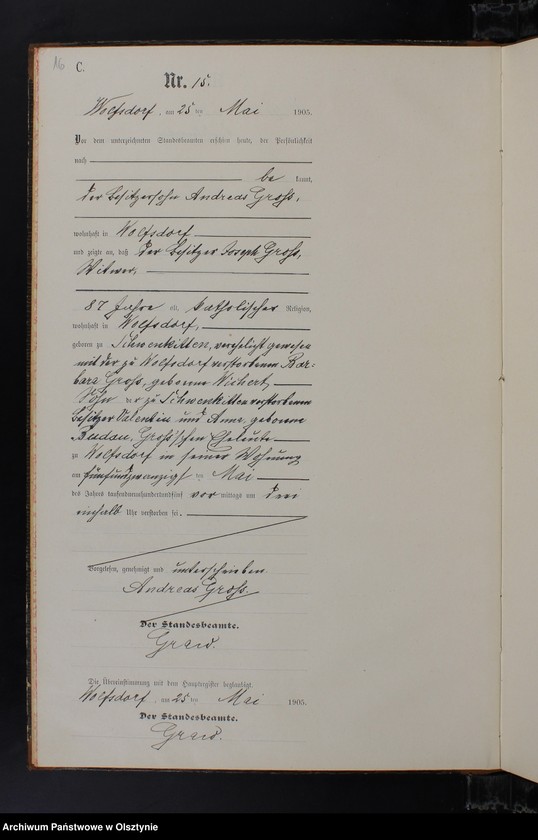 16
C.
Nr. 15.
Wolfsdorf, am 25 ten Mai 1905.
Vor dem unterzeichneten Standesbeamten erschien heute, der Persönlichkeit
nach
be kannt,
der Besitzersohn Andreas Gross,
wohnhaft in Wolfsdorf
und zeigte an, daß der Besitzer Joseph Gross,
Witwer,
87 Jahre alt, katholischer Religion,
wohnhaft in Wolfsdorf,
geboren zu Schwenkitten, verehelicht gewesen
mit der zu Wolfsdorf verstorbenen Bar=
bara Gross, geborene Wichert,
Sohn der zu Schwenkitten verstorbenen
Besitzer Valentin und Anna, geborene
Gross'schen Eheleute
zu Wolfsdorf in seiner Wohnung
am fünfundzwanzigsten Mai
des Jahres tausendneunhundertundfünf vor mittags um drei
einhalb Uhr verstorben sei.
Vorgelesen, genehmigt und unterschrieben
Andreas Gross.
Der Standesbeamte.
Die Übereinstimmung mit dem Hauptregister beglaubigt.
Wolfsdorf, am 25 ten Mai 1905.
Der Standesbeamte.
Archiwum Państwowe w Olsztynie